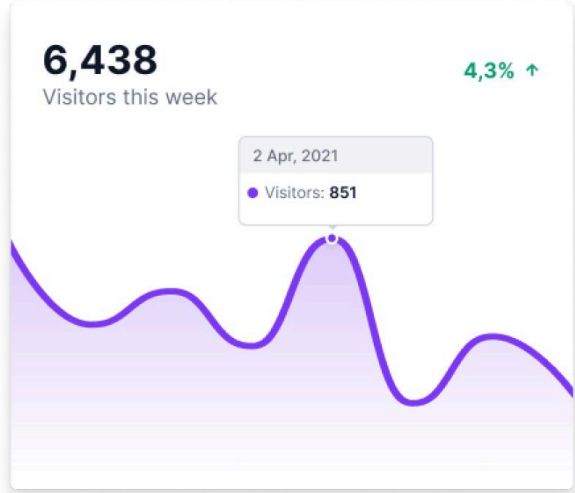 6,438
4,3% ↑
Visitors this week
2 Apr, 2021
Visitors: 851